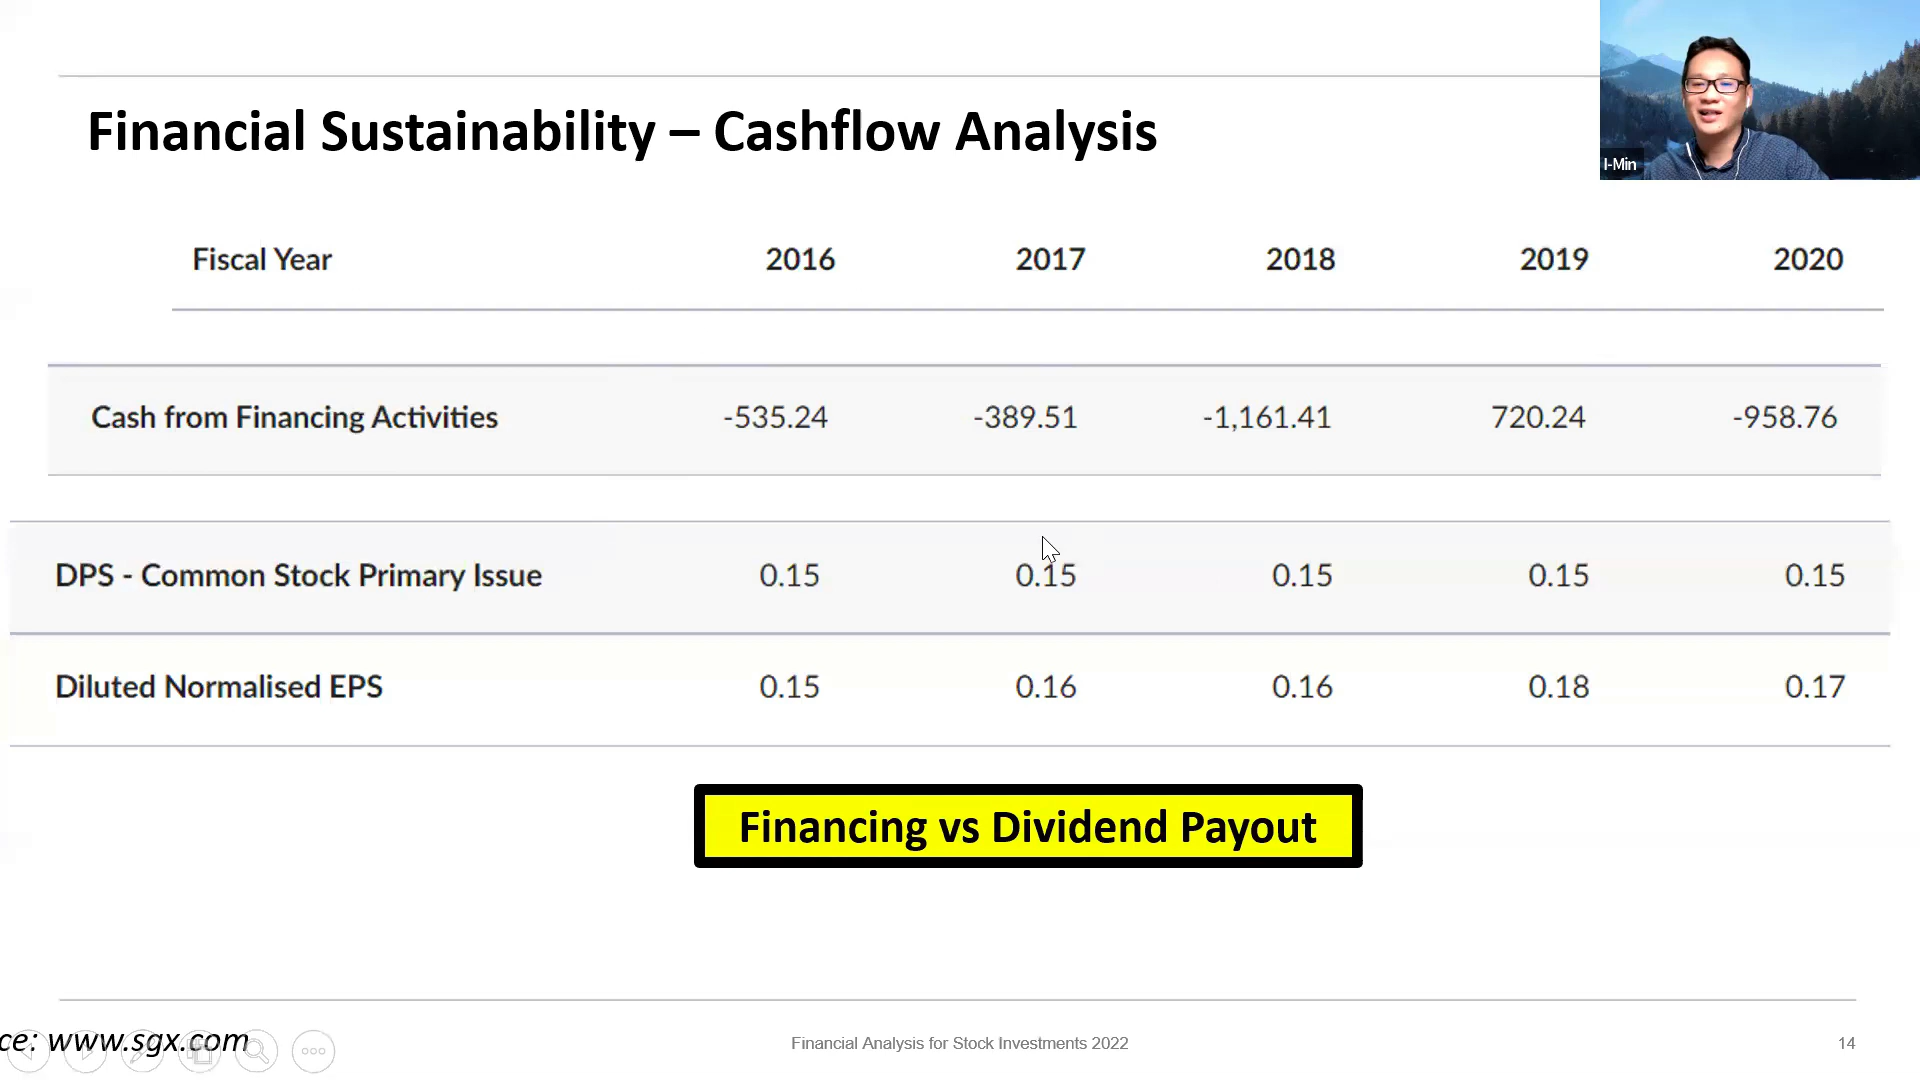 Financial Sustainability – Cashflow Analysis
I-Min
Fiscal Year 2016 2017 2018 2019 2020
Cash from Financing Activities -535.24 -389.51 -1,161.41 720.24 -958.76
DPS - Common Stock Primary Issue 0.15 0.15 0.15 0.15 0.15
Diluted Normalised EPS 0.15 0.16 0.16 0.18 0.17
Financing vs Dividend Payout
ce: www.sgx.com
Financial Analysis for Stock Investments 2022
14